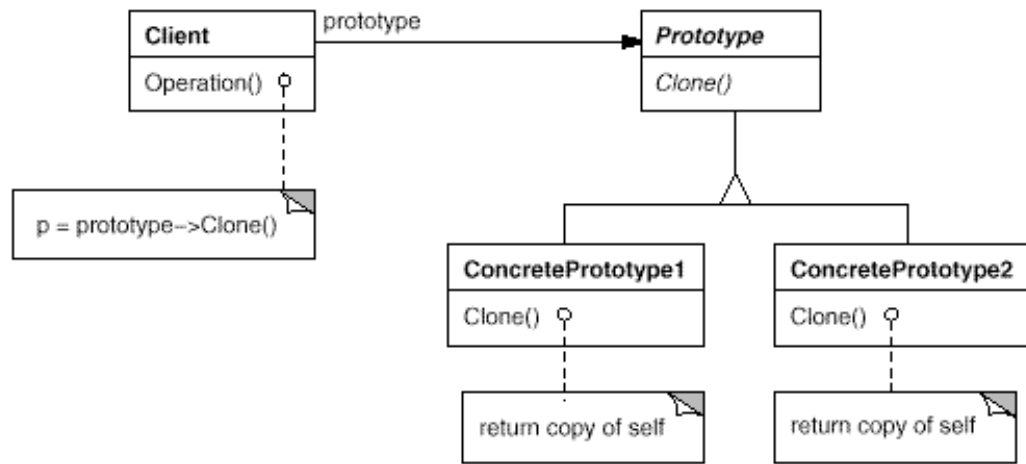 Client
prototype
Prototype
Operation()
Clone()
p = prototype->Clone()
ConcretePrototype1
ConcretePrototype2
Clone()
Clone()
return copy of self
return copy of self